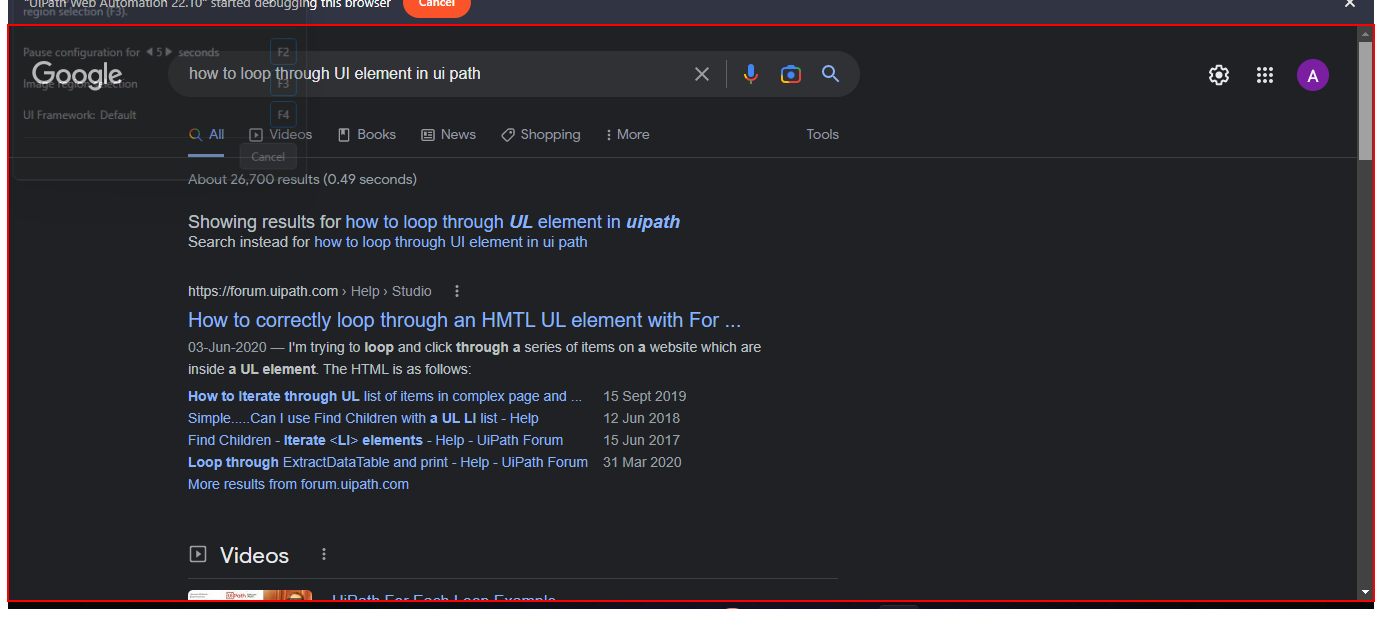 "UiPath Web Automation 22.10" started debugging this browser Cancel
region selection (F3).
Pause configuration for 5 seconds F2
Google how to loop through UI element in ui path A
Image region selection F3
UI Framework: Default F4
All Videos Books News Shopping More Tools
Cancel
About 26,700 results (0.49 seconds)
Showing results for how to loop through UL element in uipath
Search instead for how to loop through UI element in ui path
https://forum.uipath.com › Help › Studio
How to correctly loop through an HMTL UL element with For ...
03-Jun-2020 — I'm trying to loop and click through a series of items on a website which are
inside a UL element. The HTML is as follows:
How to Iterate through UL list of items in complex page and ... 15 Sept 2019
Simple.....Can I use Find Children with a UL LI list - Help 12 Jun 2018
Find Children - Iterate <LI> elements - Help - UiPath Forum 15 Jun 2017
Loop through ExtractDataTable and print - Help - UiPath Forum 31 Mar 2020
More results from forum.uipath.com
Videos
UiPath For Each Loop Example